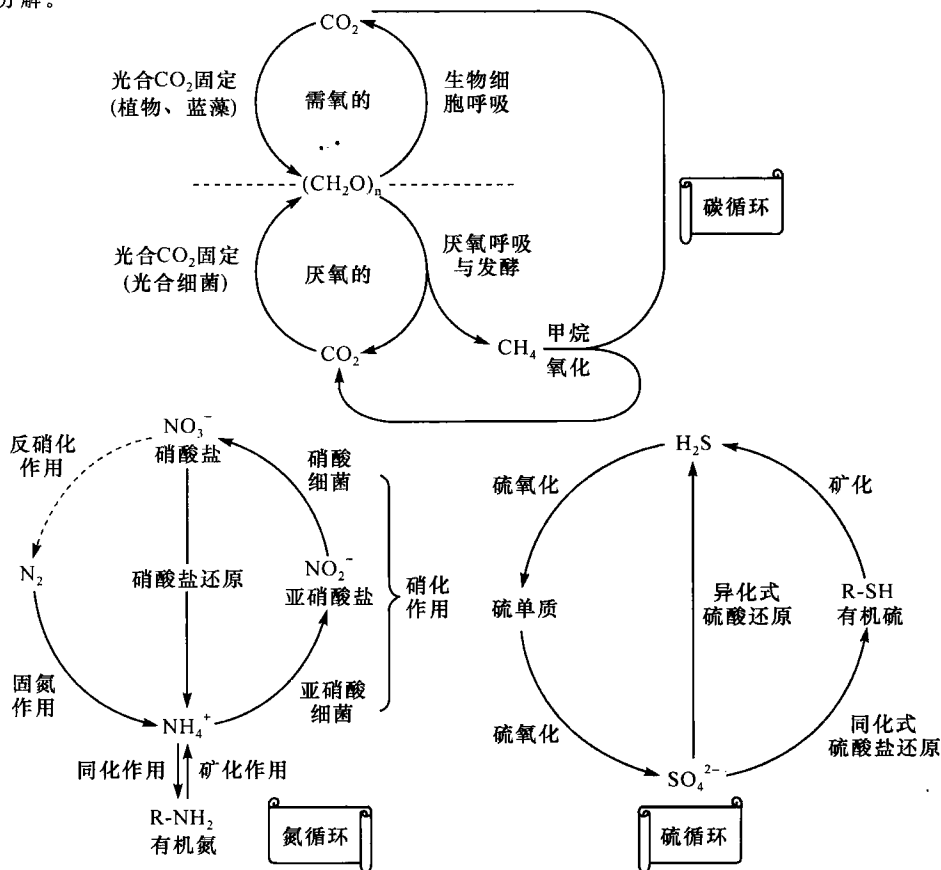 分解。
CO₂
光合CO₂固定
(植物、蓝藻)
需氧的
生物细
胞呼吸
(CH₂O)ₙ
碳循环
光合CO₂固定
(光合细菌)
厌氧的
厌氧呼吸
与发酵
CO₂
CH₄
甲烷
氧化
NO₃⁻
硝酸盐
反硝化
作用
硝酸
细菌
N₂
硝酸盐还原
NO₂⁻
亚硝酸盐
硝化
作用
固氮
作用
亚硝酸
细菌
NH₄⁺
同化作用
矿化作用
R-NH₂
有机氮
氮循环
H₂S
硫氧化
矿化
硫单质
异化式
硫酸还原
R-SH
有机硫
硫氧化
同化式
硫酸盐还原
SO₄²⁻
硫循环